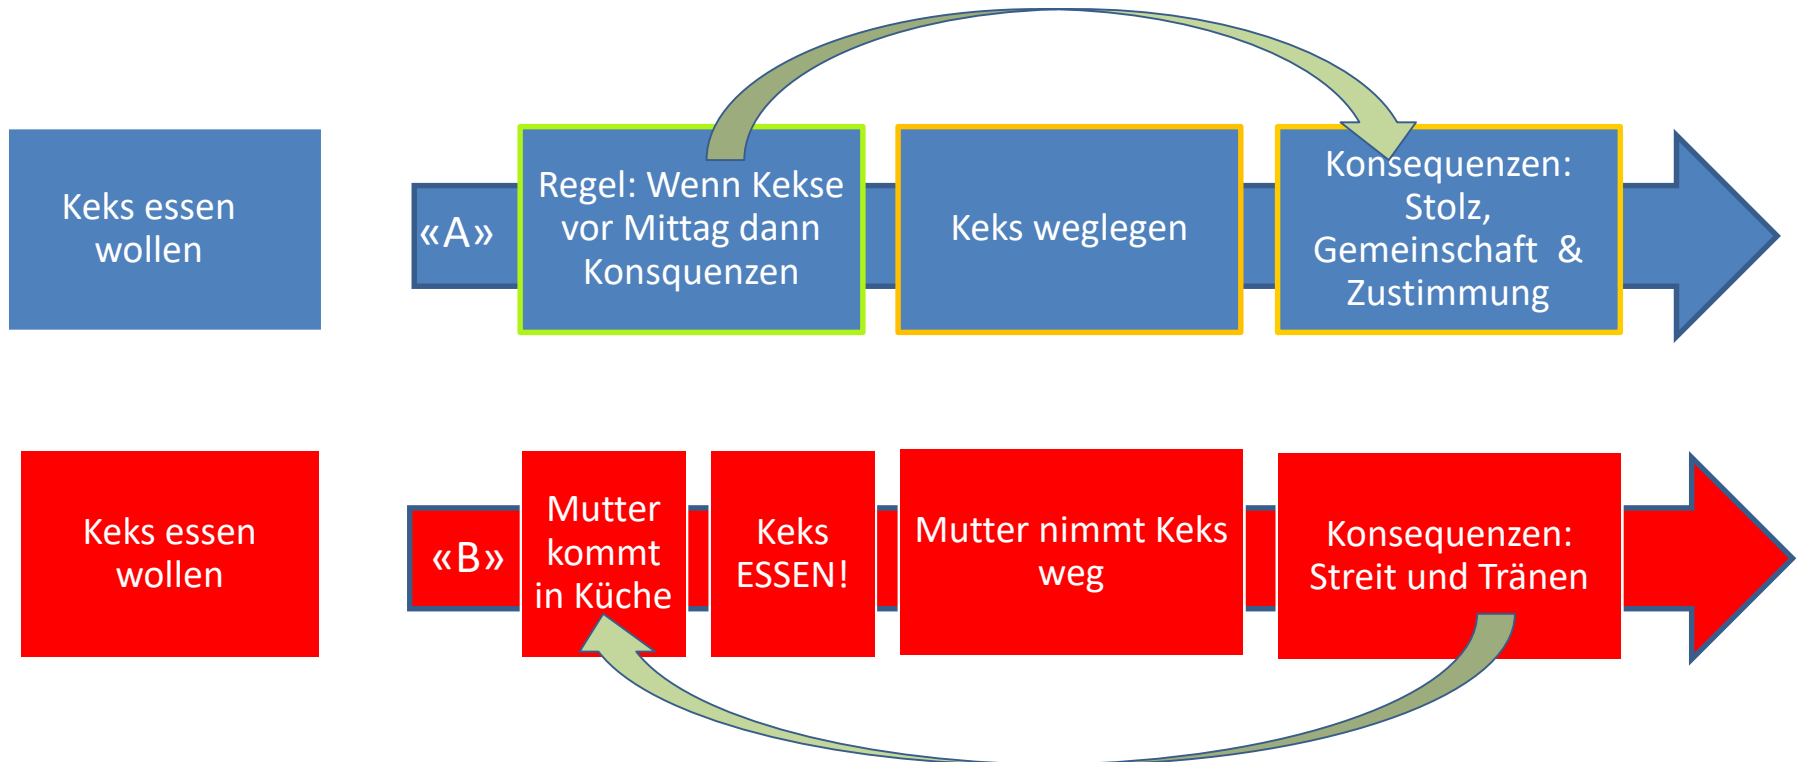 Keks essen
wollen
«A»
Regel: Wenn Kekse
vor Mittag dann
Konsquenzen
Keks weglegen
Konsequenzen:
Stolz,
Gemeinschaft &
Zustimmung
Keks essen
wollen
«B»
Mutter
kommt
in Küche
Keks
ESSEN!
Mutter nimmt Keks
weg
Konsequenzen:
Streit und Tränen